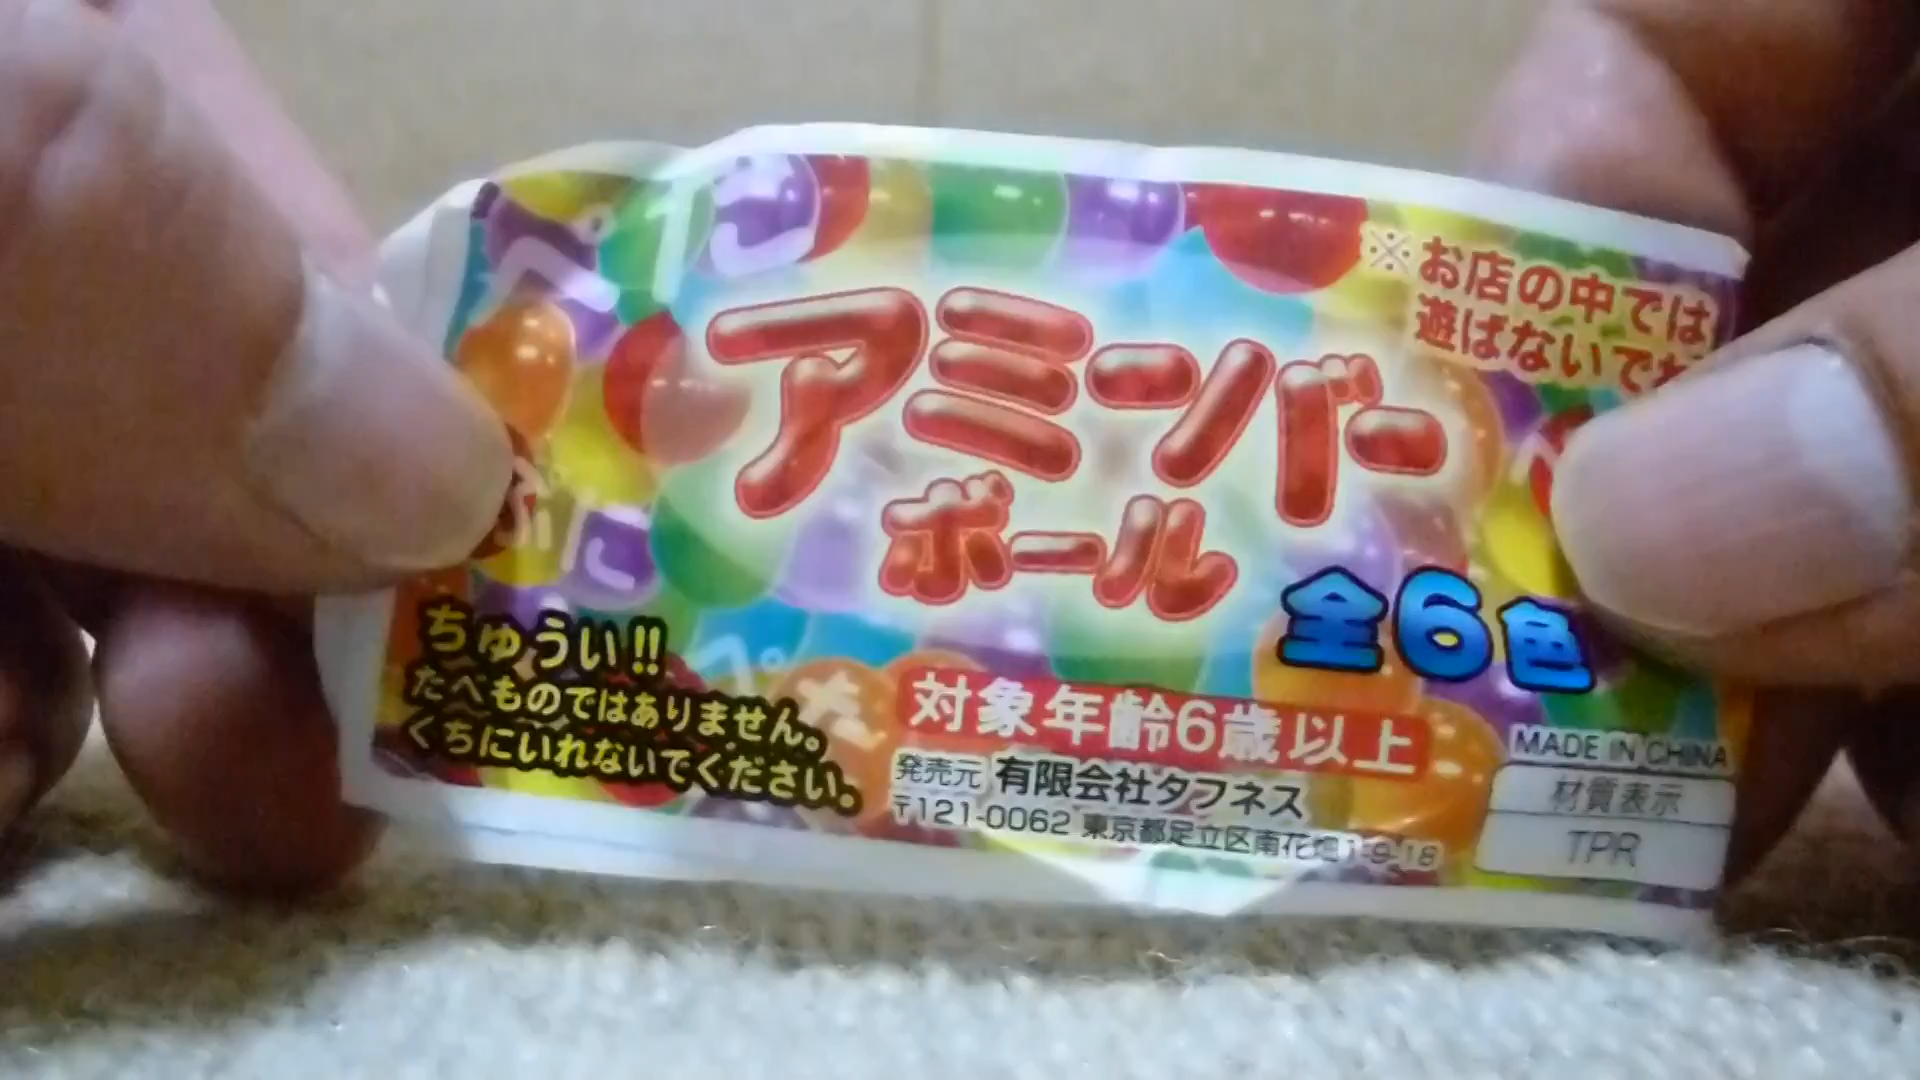 ※お店の中では
遊ばないでね
アミーバー
ボール
全6色
ちゅうい!!
たべものではありません。
くちにいれないでください。
対象年齢6歳以上
発売元 有限会社タフネス
〒121-0062 東京都足立区南花畑1-9-18
MADE IN CHINA
材質表示
TPR